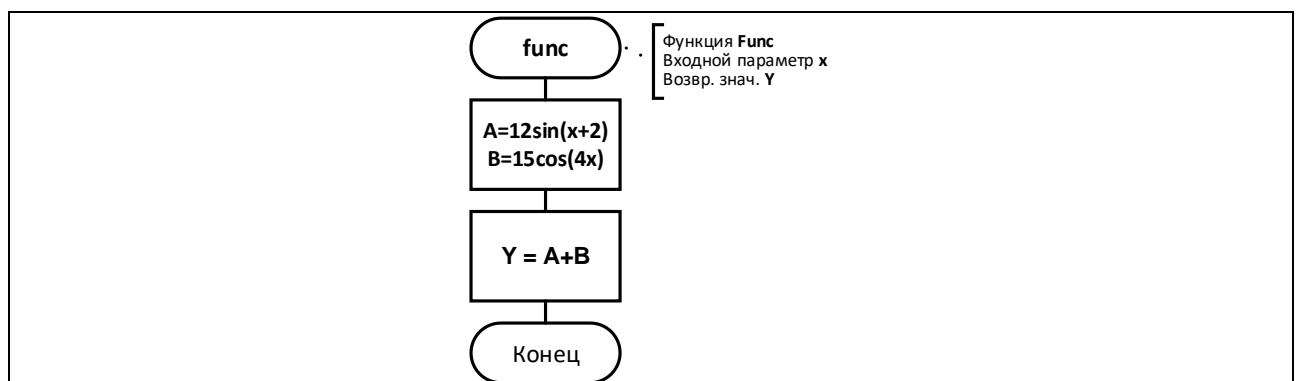 func
Функция Func
Входной параметр x
Возвр. знач. Y
A=12sin(x+2)
B=15cos(4x)
Y = A+B
Конец